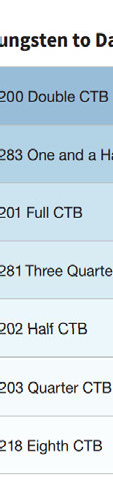 ungsten to Da
200 Double CTB
283 One and a Ha
201 Full CTB
281 Three Quarte
202 Half CTB
203 Quarter CTB
218 Eighth CTB